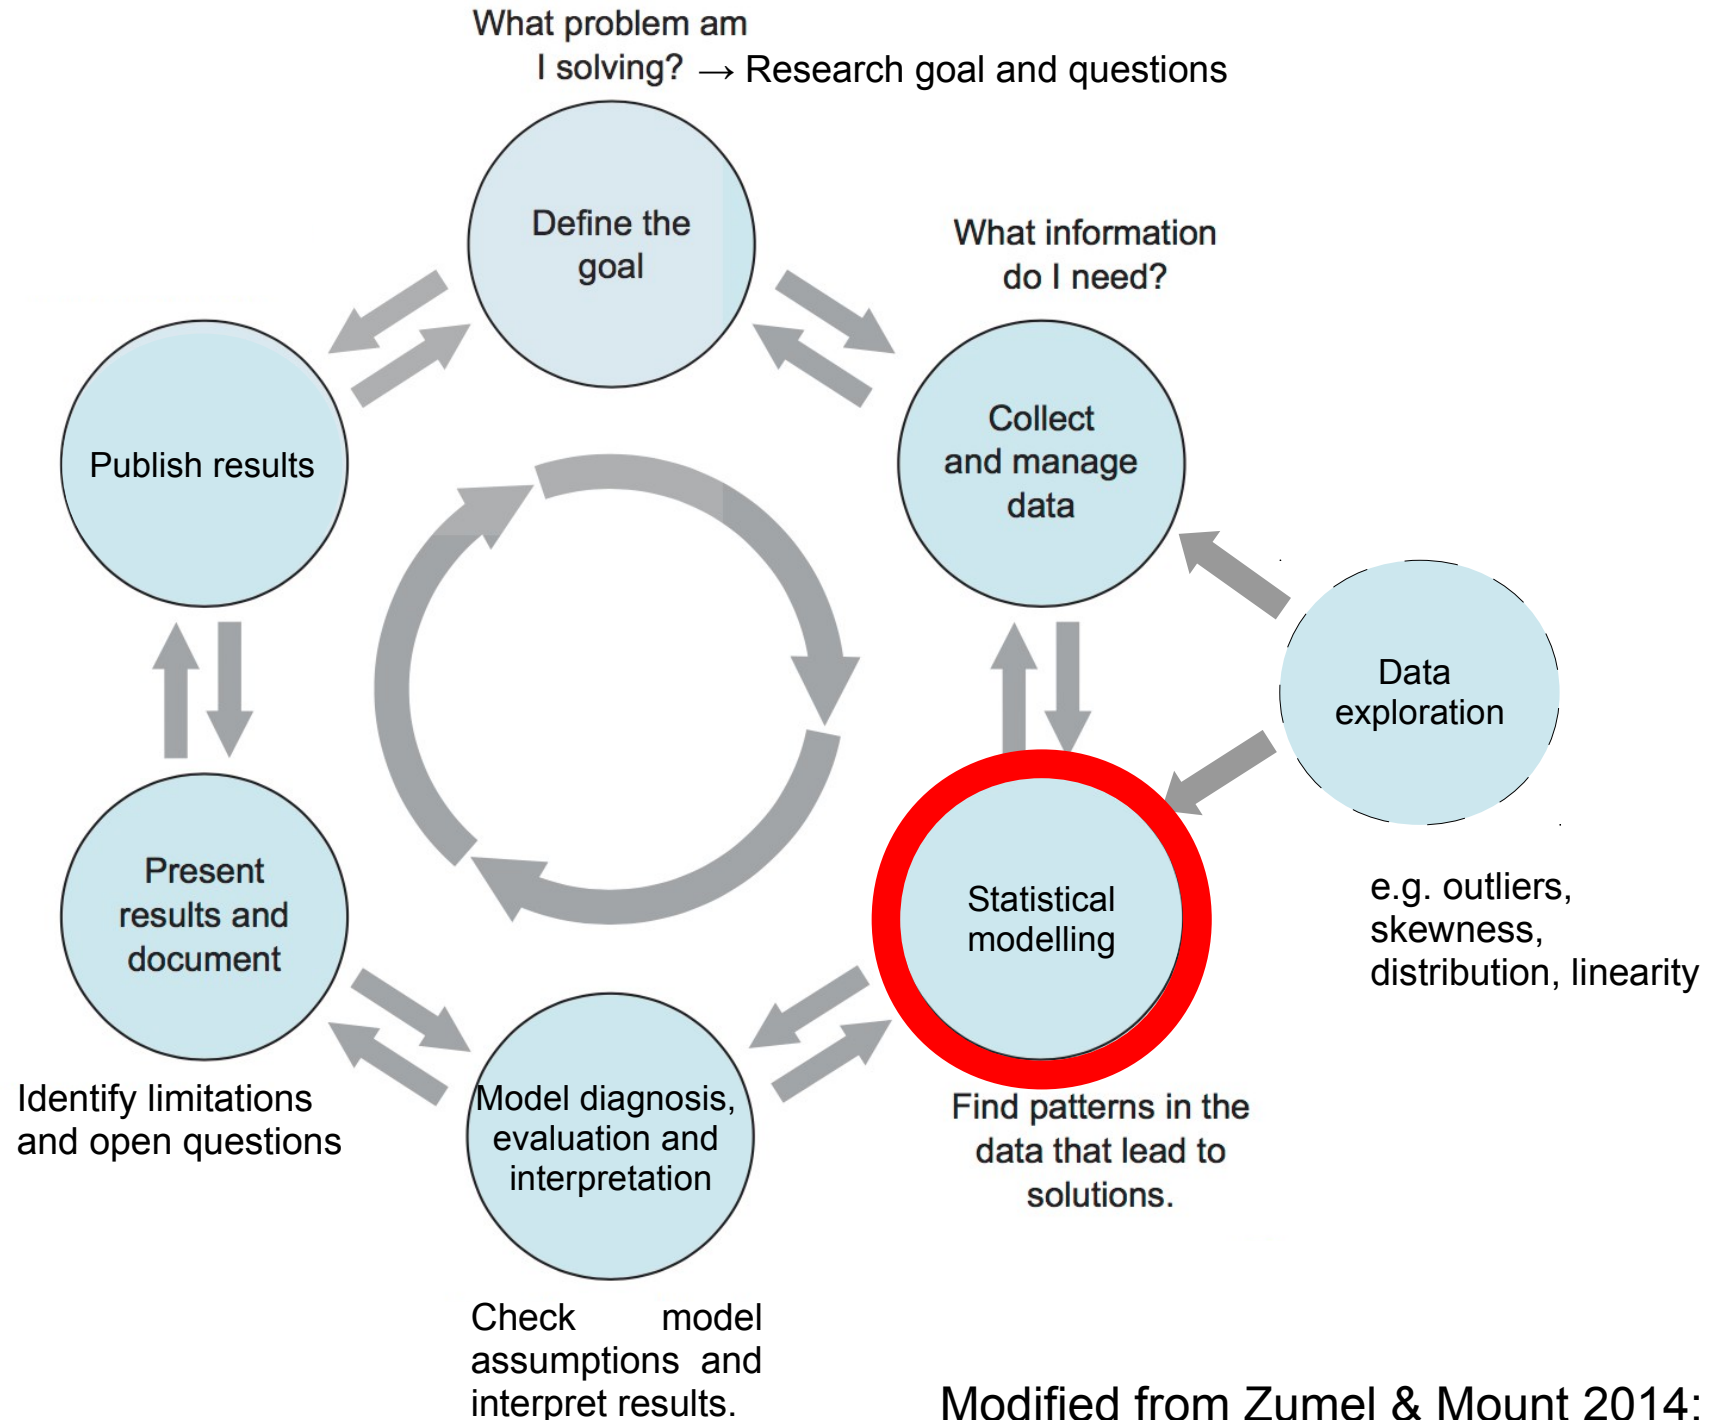 What problem am
I solving? → Research goal and questions
Define the
goal
What information
do I need?
Collect
and manage
data
Publish results
Data
exploration
e.g. outliers,
skewness,
distribution, linearity
Statistical
modelling
Find patterns in the
data that lead to
solutions.
Present
results and
document
Identify limitations
and open questions
Model diagnosis,
evaluation and
interpretation
Check model
assumptions and
interpret results.
Modified from Zumel & Mount 2014: